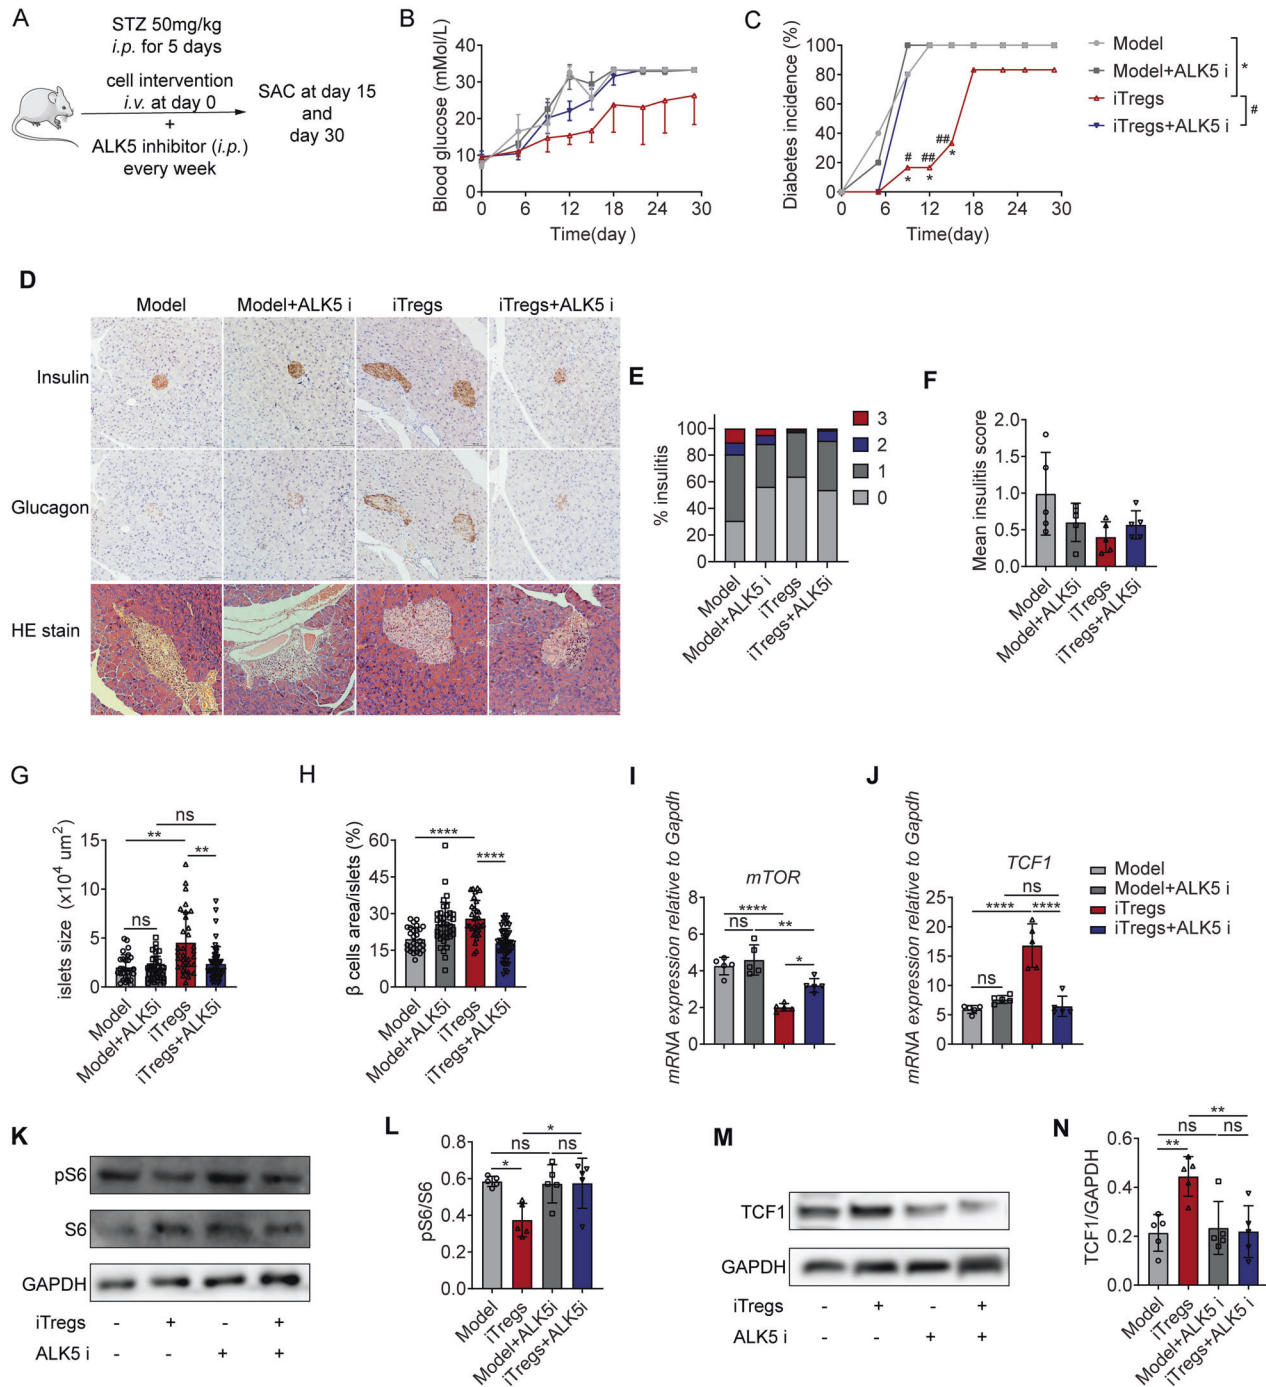 A
STZ 50mg/kg
i.p. for 5 days
cell intervention
i.v. at day 0
+
ALK5 inhibitor (i.p.)
every week
SAC at day 15
and
day 30
B
Blood glucose (mMol/L)
40
30
20
10
0
0 6 12 18 24 30
Time(day )
C
Diabetes incidence (%)
100
80
60
40
20
0
# ## ##
* * *
0 6 12 18 24 30
Time(day)
Model
Model+ALK5 i
iTregs
iTregs+ALK5 i
*
#
D
Model Model+ALK5 i iTregs iTregs+ALK5 i
Insulin
Glucagon
HE stain
E
% insulitis
100
80
60
40
20
0
Model
Model+ALK5 i
iTregs
iTregs+ALK5i
3
2
1
0
F
Mean insulitis score
2.0
1.5
1.0
0.5
0.0
Model
Model+ALK5i
iTregs
iTregs+ALK5i
G
islets size (x10⁴ um²)
15
10
5
0
ns
**
ns
**
Model
Model+ALK5i
iTregs
iTregs+ALK5i
H
β cells area/islets (%)
60
45
30
15
0
****
****
Model
Model+ALK5i
iTregs
iTregs+ALK5i
I
mRNA expression relative to Gapdh
mTOR
8
6
4
2
0
****
ns
**
*
J
mRNA expression relative to Gapdh
TCF1
25
20
15
10
5
0
ns
**** ****
ns
Model
Model+ALK5 i
iTregs
iTregs+ALK5 i
K
pS6
S6
GAPDH
iTregs - + - +
ALK5 i - - + +
L
pS6/S6
0.8
0.6
0.4
0.2
0.0
*
ns ns
*
Model
iTregs
Model+ALK5i
iTregs+ALK5i
M
TCF1
GAPDH
iTregs - + - +
ALK5 i - - + +
N
TCF1/GAPDH
0.6
0.4
0.2
0.0
**
ns ns
**
Model
iTregs
Model+ALK5 i
iTregs+ALK5 i